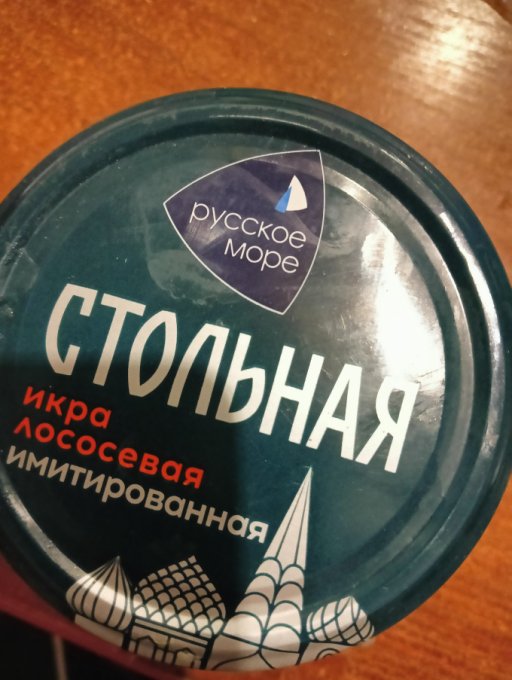 русское
море
СТОЛЬНАЯ
икра
лососевая
имитированная